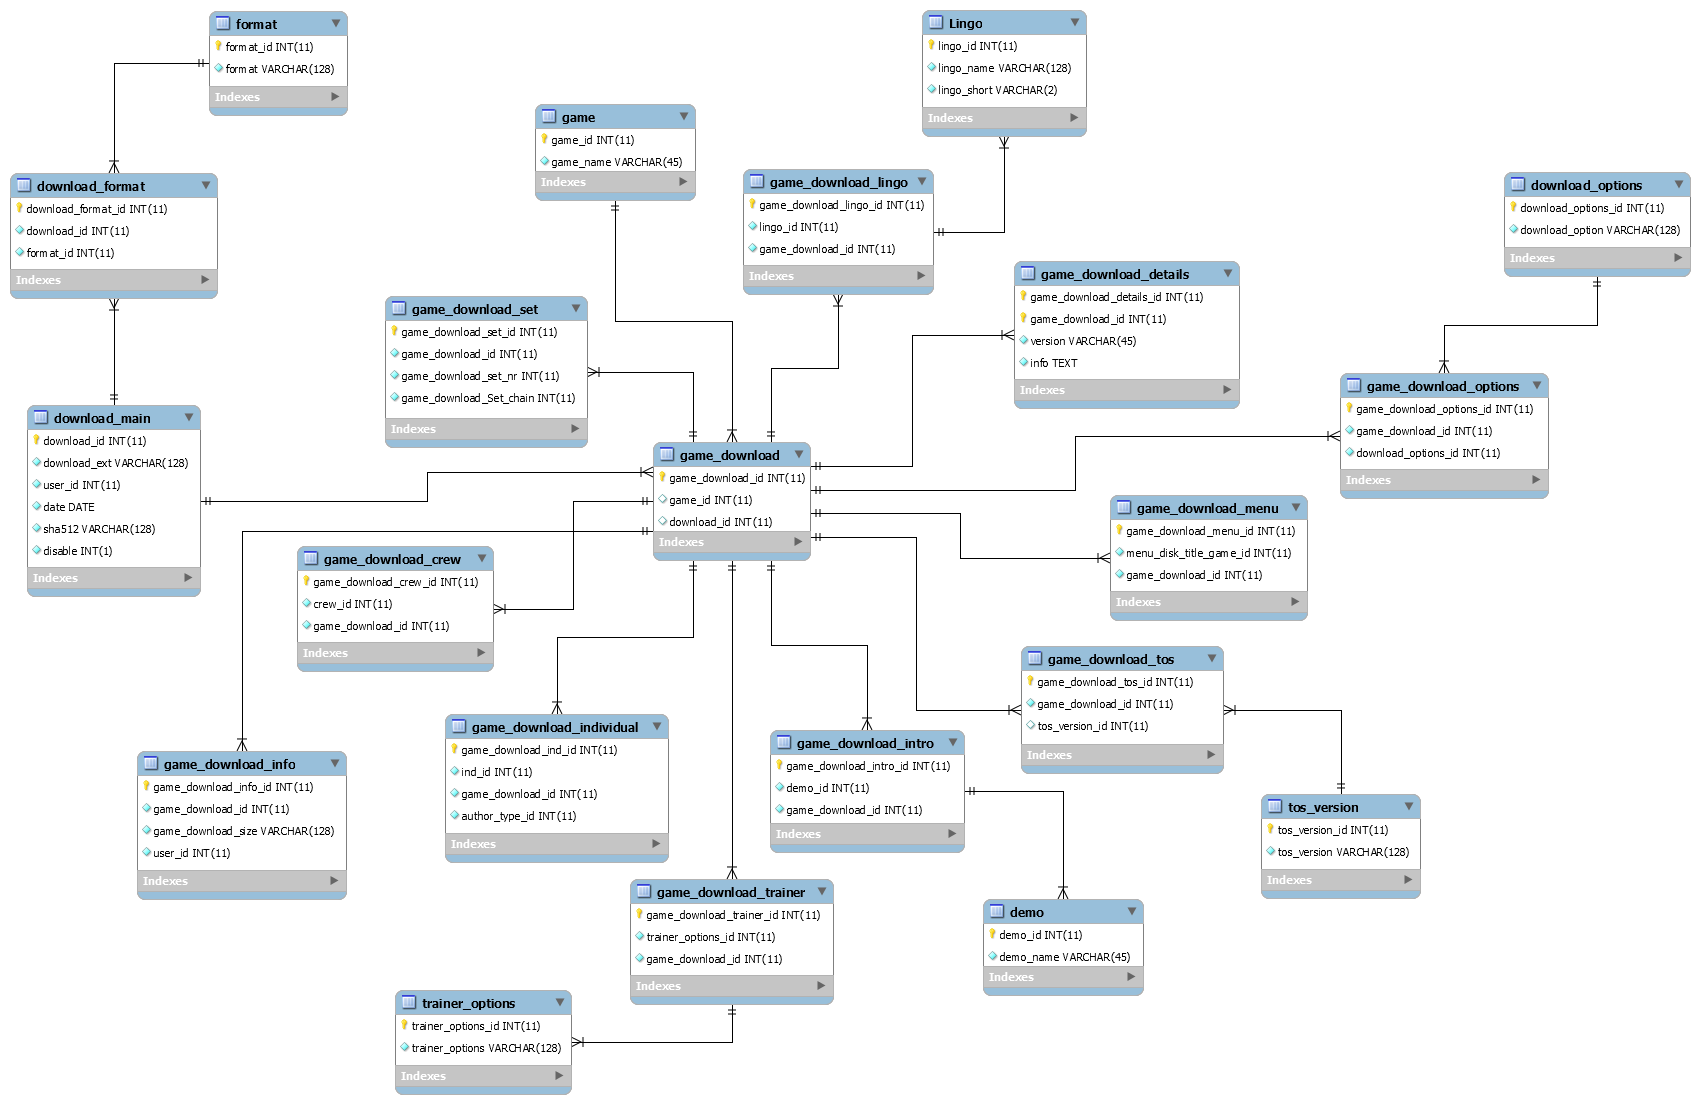 format
format_id INT(11)
format VARCHAR(128)
Indexes
Lingo
lingo_id INT(11)
lingo_name VARCHAR(128)
lingo_short VARCHAR(2)
Indexes
game
game_id INT(11)
game_name VARCHAR(45)
Indexes
download_format
download_format_id INT(11)
download_id INT(11)
format_id INT(11)
Indexes
game_download_lingo
game_download_lingo_id INT(11)
lingo_id INT(11)
game_download_id INT(11)
Indexes
download_options
download_options_id INT(11)
download_option VARCHAR(128)
Indexes
game_download_set
game_download_set_id INT(11)
game_download_id INT(11)
game_download_set_nr INT(11)
game_download_Set_chain INT(11)
Indexes
game_download_details
game_download_details_id INT(11)
game_download_id INT(11)
version VARCHAR(45)
info TEXT
Indexes
game_download_options
game_download_options_id INT(11)
game_download_id INT(11)
download_options_id INT(11)
Indexes
download_main
download_id INT(11)
download_ext VARCHAR(128)
user_id INT(11)
date DATE
sha512 VARCHAR(128)
disable INT(1)
Indexes
game_download
game_download_id INT(11)
game_id INT(11)
download_id INT(11)
Indexes
game_download_menu
game_download_menu_id INT(11)
menu_disk_title_game_id INT(11)
game_download_id INT(11)
Indexes
game_download_crew
game_download_crew_id INT(11)
crew_id INT(11)
game_download_id INT(11)
Indexes
game_download_tos
game_download_tos_id INT(11)
game_download_id INT(11)
tos_version_id INT(11)
Indexes
game_download_individual
game_download_ind_id INT(11)
ind_id INT(11)
game_download_id INT(11)
author_type_id INT(11)
Indexes
game_download_intro
game_download_intro_id INT(11)
demo_id INT(11)
game_download_id INT(11)
Indexes
game_download_info
game_download_info_id INT(11)
game_download_id INT(11)
game_download_size VARCHAR(128)
user_id INT(11)
Indexes
tos_version
tos_version_id INT(11)
tos_version VARCHAR(128)
Indexes
game_download_trainer
game_download_trainer_id INT(11)
trainer_options_id INT(11)
game_download_id INT(11)
Indexes
demo
demo_id INT(11)
demo_name VARCHAR(45)
Indexes
trainer_options
trainer_options_id INT(11)
trainer_options VARCHAR(128)
Indexes